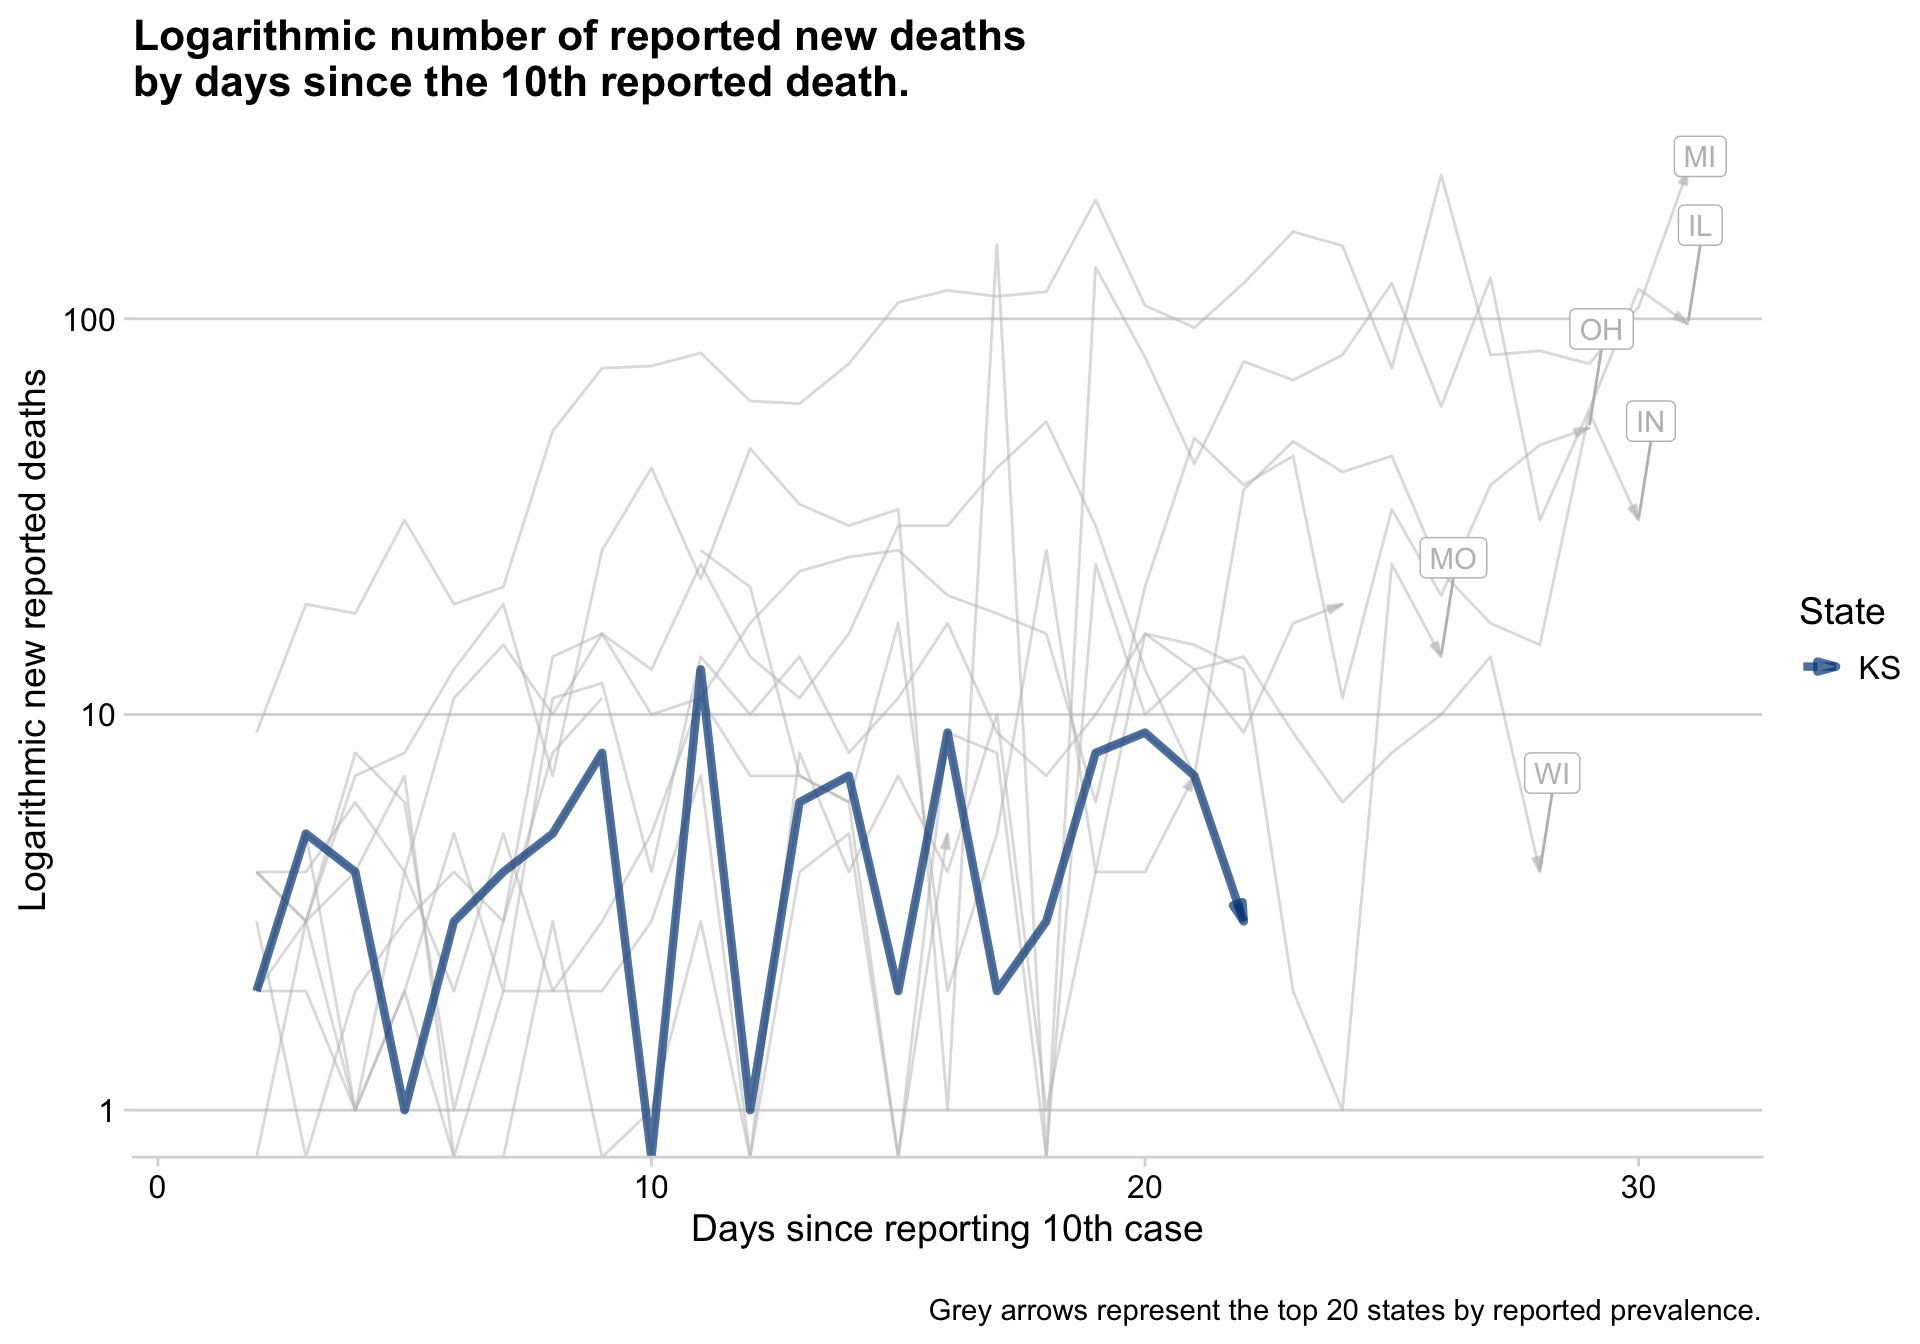 Logarithmic number of reported new deaths
by days since the 10th reported death.
MI
IL
100
OH
IN
MO
10
WI
1
0 10 20 30
Logarithmic new reported deaths
Days since reporting 10th case
State
KS
Grey arrows represent the top 20 states by reported prevalence.